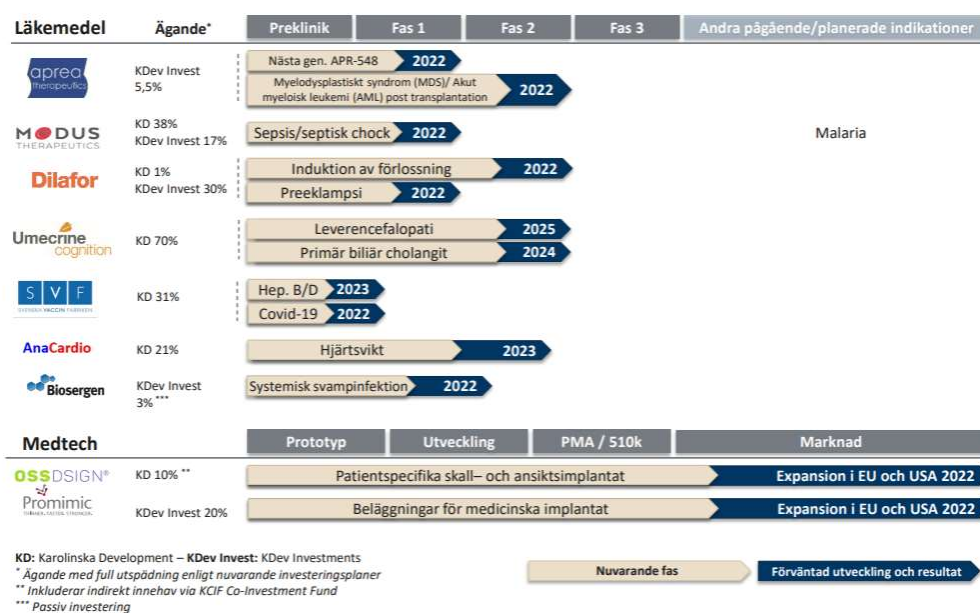 Läkemedel Ägande* Preklinik Fas 1 Fas 2 Fas 3 Andra pågående/planerade indikationer
aprea
therapeutics
KDev Invest
5,5%
Nästa gen. APR-548 2022
Myelodysplastiskt syndrom (MDS)/ Akut
myeloisk leukemi (AML) post transplantation 2022
MODUS
THERAPEUTICS
KD 38%
KDev Invest 17%
Sepsis/septisk chock 2022 Malaria
Dilafor
KD 1%
KDev Invest 30%
Induktion av förlossning 2022
Preeklampsi 2022
Umecrine
cognition
KD 70%
Leverencefalopati 2025
Primär biliär cholangit 2024
SVF
SVENSKA VACCIN FABRIKEN
KD 31%
Hep. B/D 2023
Covid-19 2022
AnaCardio KD 21% Hjärtsvikt 2023
Biosergen
KDev Invest
3% ***
Systemisk svampinfektion 2022
Medtech Prototyp Utveckling PMA / 510k Marknad
OSSDSIGN® KD 10% ** Patientspecifika skall– och ansiktsimplantat Expansion i EU och USA 2022
Promimic
KDev Invest 20% Beläggningar för medicinska implantat Expansion i EU och USA 2022
KD: Karolinska Development – KDev Invest: KDev Investments
* Ägande med full utspädning enligt nuvarande investeringsplaner
** Inkluderar indirekt innehav via KCIF Co-Investment Fund
*** Passiv investering
Nuvarande fas Förväntad utveckling och resultat